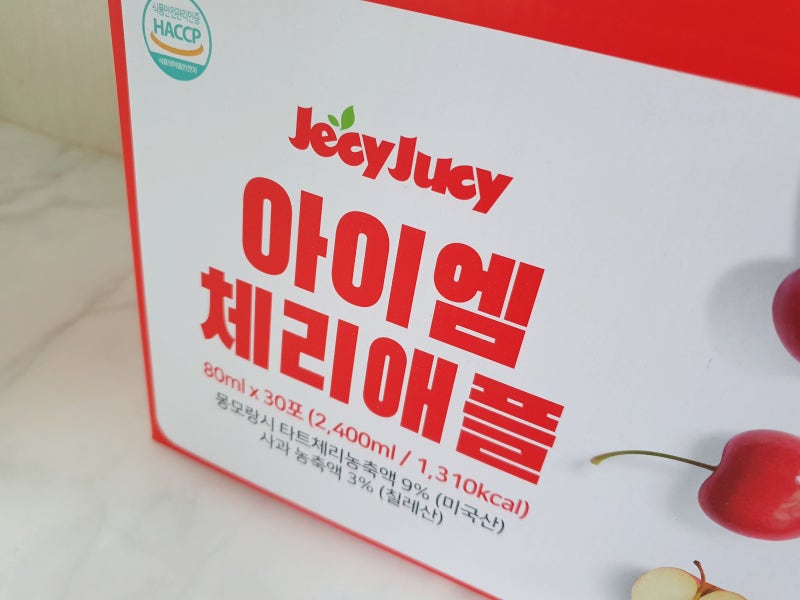 식품안전관리인증
HACCP
식품의약품안전처
JecyJucy
아이엠
체리애플
80ml x 30포 (2,400ml / 1,310kcal)
몽모랑시 타트체리농축액 9% (미국산)
사과 농축액 3% (칠레산)